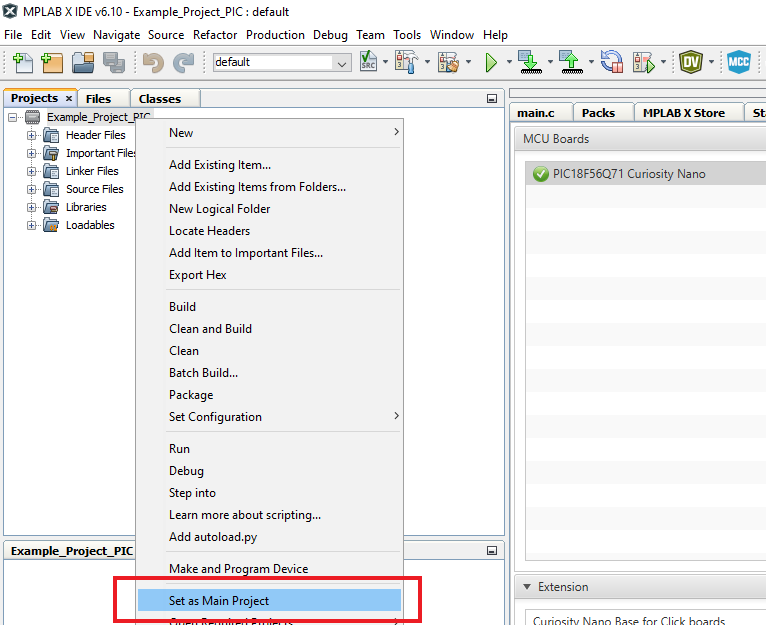 MPLAB X IDE v6.10 - Example_Project_PIC : default
File Edit View Navigate Source Refactor Production Debug Team Tools Window Help
default
SRC
DV
MCC
Projects × Files Classes
main.c Packs MPLAB X Store
Example_Project_PIC
Header Files
Important Files
Linker Files
Source Files
Libraries
Loadables
New
Add Existing Item...
Add Existing Items from Folders...
New Logical Folder
Locate Headers
Add Item to Important Files...
Export Hex
Build
Clean and Build
Clean
Batch Build...
Package
Set Configuration
Run
Debug
Step into
Learn more about scripting...
Add autoload.py
Make and Program Device
Set as Main Project
Open Required Projects
MCU Boards
PIC18F56Q71 Curiosity Nano
Example_Project_PIC
Extension
Curiosity Nano Base for Click boards